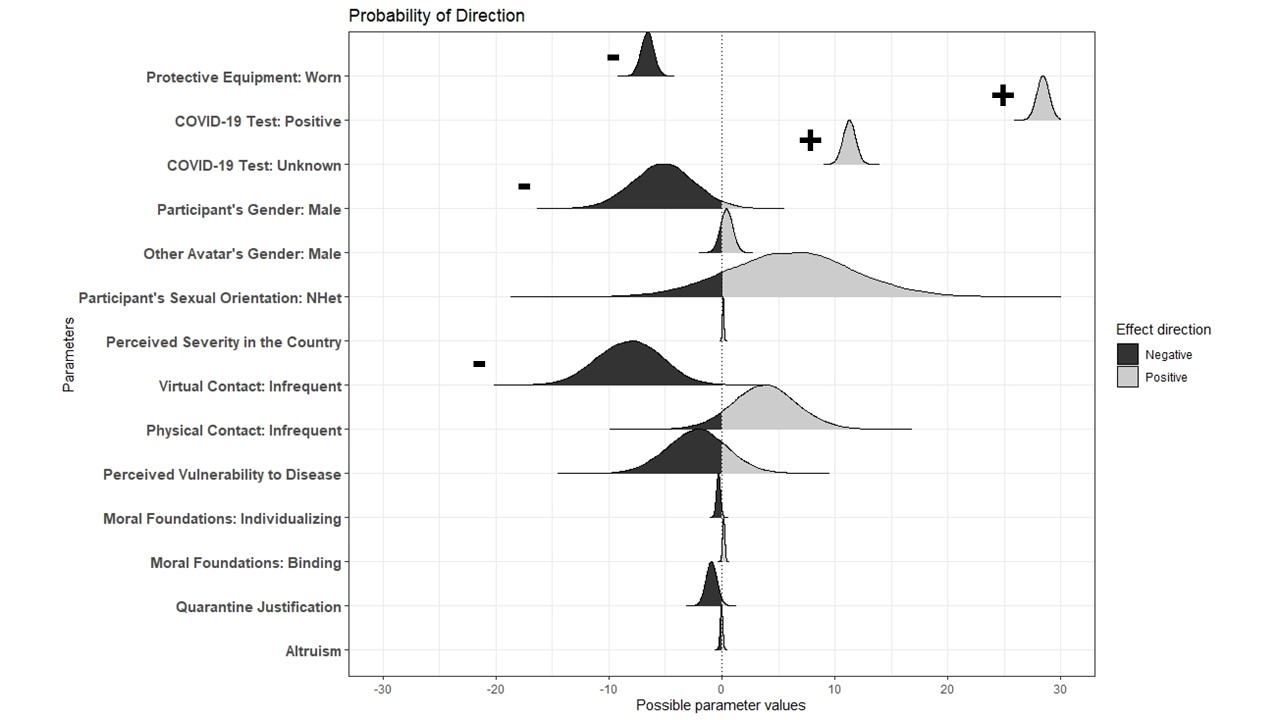 Probability of Direction
Protective Equipment: Worn
COVID-19 Test: Positive
COVID-19 Test: Unknown
Participant's Gender: Male
Other Avatar's Gender: Male
Participant's Sexual Orientation: NHet
Perceived Severity in the Country
Virtual Contact: Infrequent
Physical Contact: Infrequent
Perceived Vulnerability to Disease
Moral Foundations: Individualizing
Moral Foundations: Binding
Quarantine Justification
Altruism
Parameters
-
+
+
-
-
-30 -20 -10 0 10 20 30
Possible parameter values
Effect direction
Negative
Positive